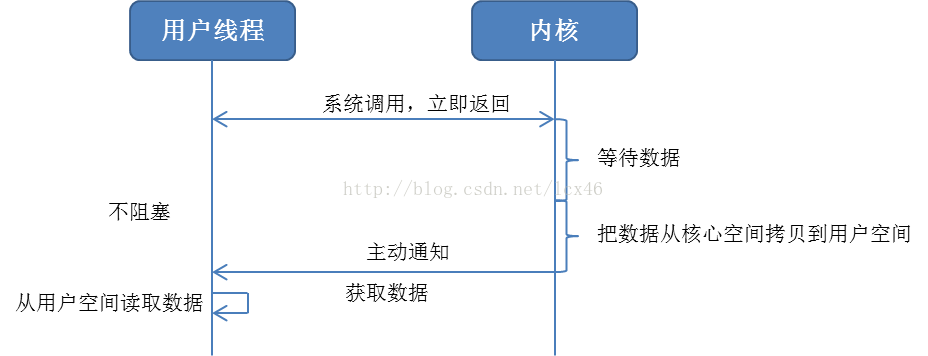 用户线程
内核
系统调用，立即返回
等待数据
http://blog.csdn.net/lcx46
不阻塞
把数据从核心空间拷贝到用户空间
主动通知
获取数据
从用户空间读取数据